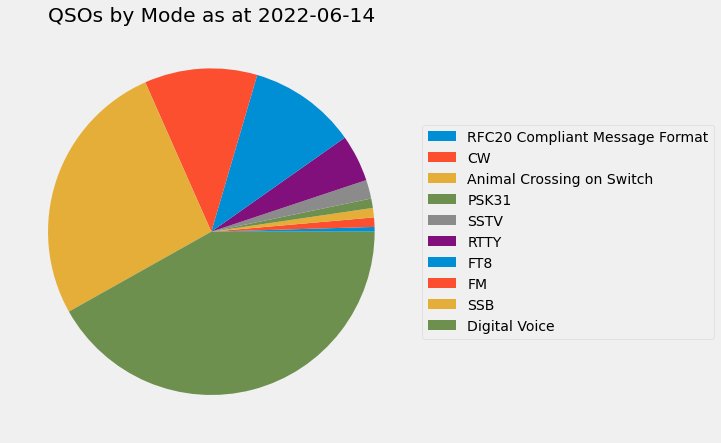 QSOs by Mode as at 2022-06-14
RFC20 Compliant Message Format
CW
Animal Crossing on Switch
PSK31
SSTV
RTTY
FT8
FM
SSB
Digital Voice